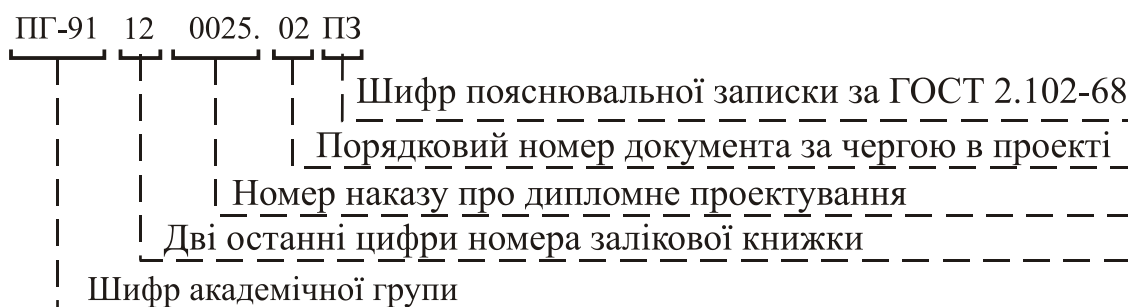 ПГ-91 12 0025. 02 ПЗ
Шифр пояснювальної записки за ГОСТ 2.102-68
Порядковий номер документа за чергою в проекті
Номер наказу про дипломне проектування
Дві останні цифри номера залікової книжки
Шифр академічної групи